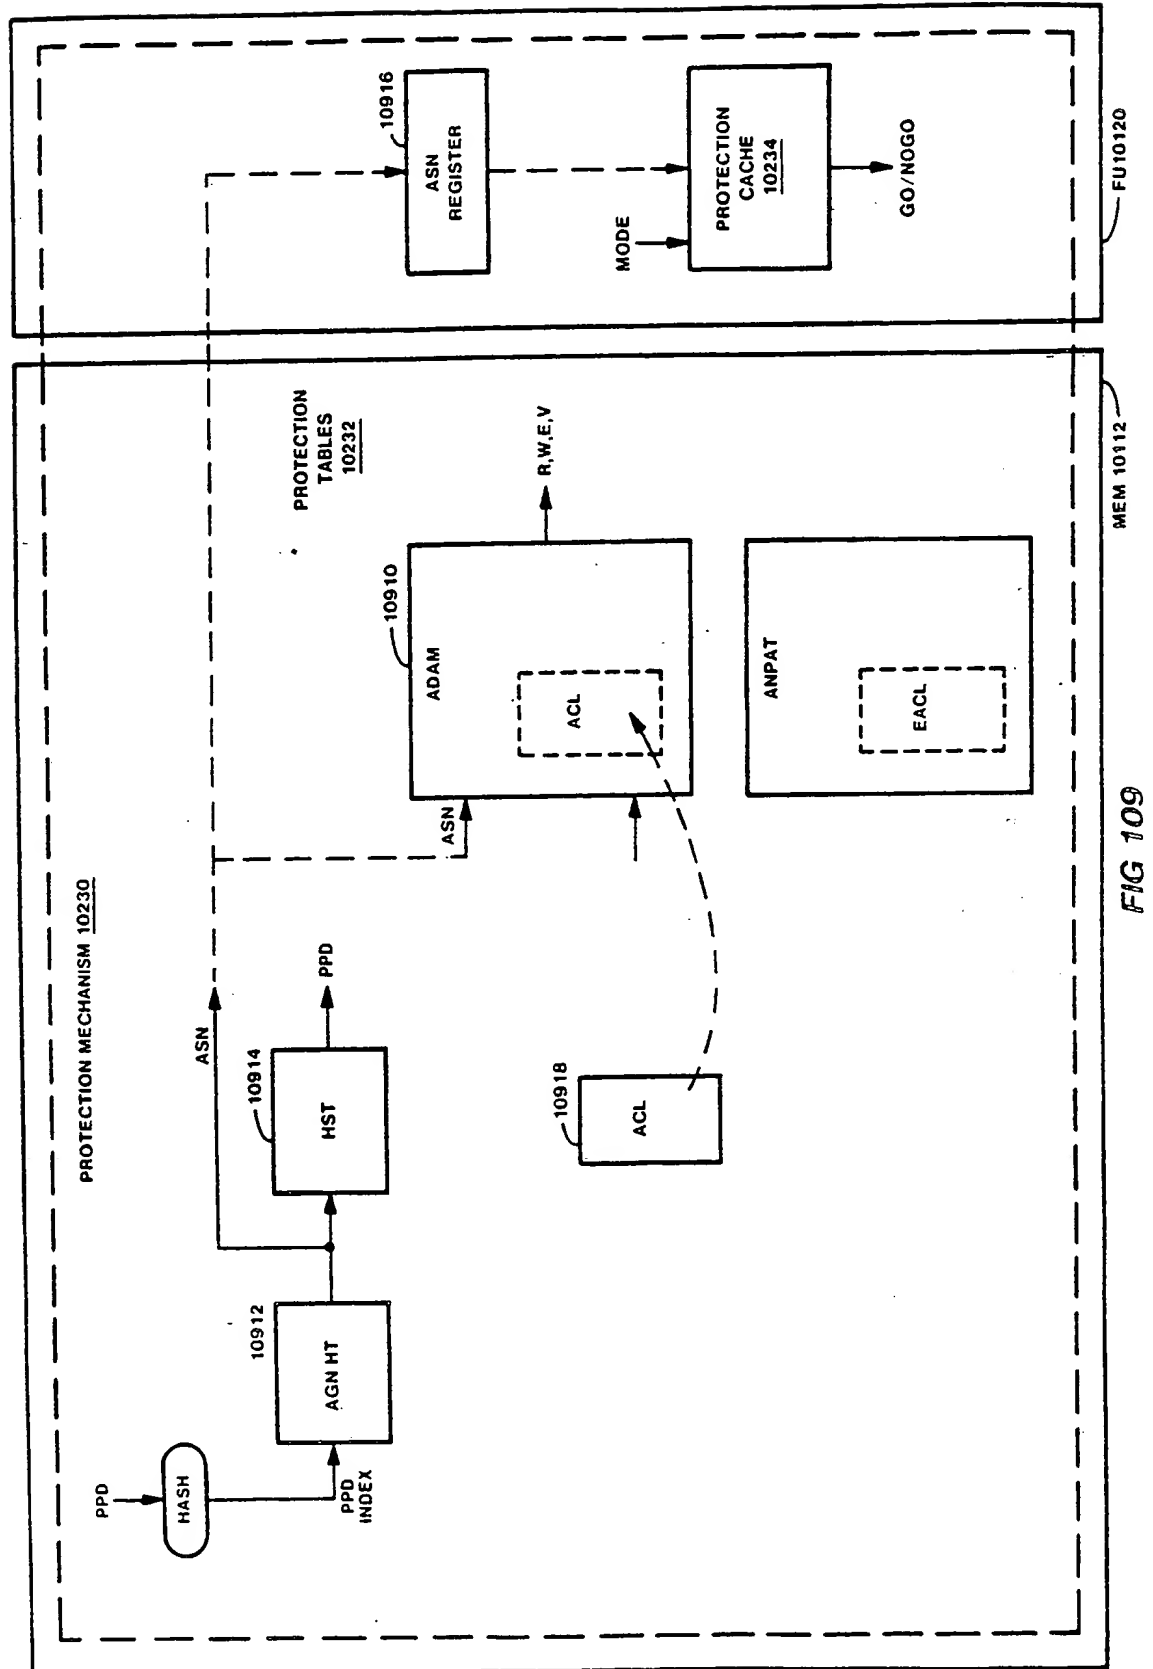 PROTECTION MECHANISM 10230
PPD
HASH
PPD
INDEX
10912
AGN HT
ASN
10914
HST
PPD
10918
ACL
ASN
10910
ADAM
ACL
R,W,E,V
ANPAT
EACL
PROTECTION
TABLES
10232
MEM 10112
10916
ASN
REGISTER
MODE
PROTECTION
CACHE
10234
GO/NOGO
FU10120
FIG 109